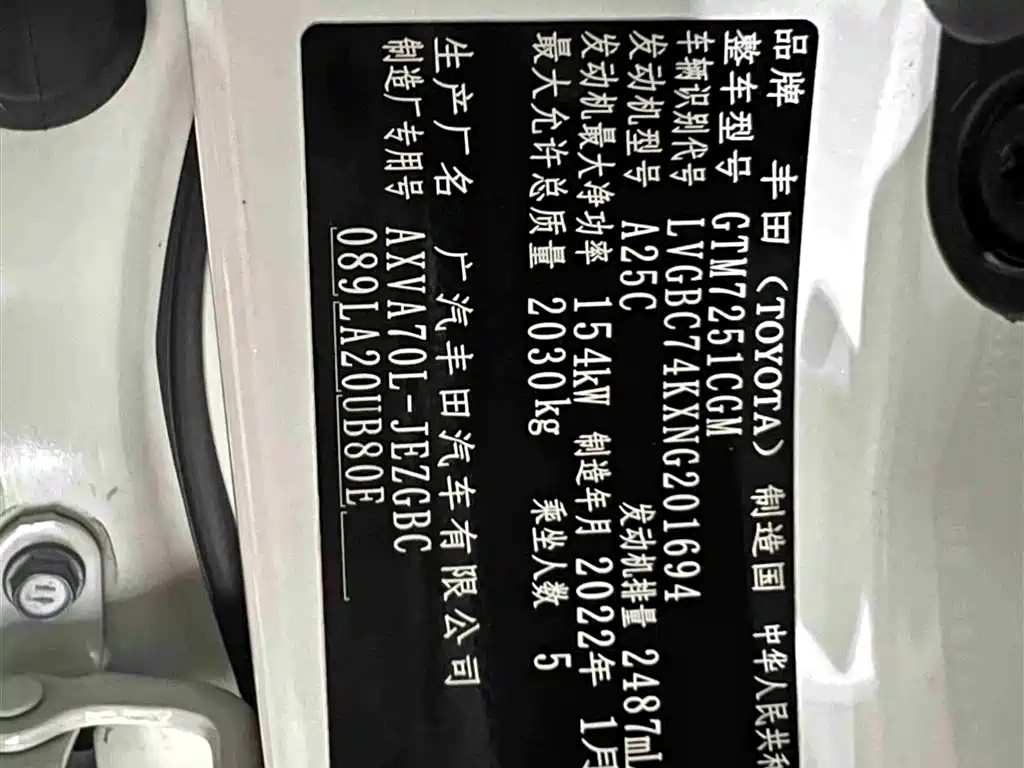 品牌 丰田（TOYOTA） 制造国 中华人民共和
整车型号 GTM7251CGM
车辆识别代号 LVGBC74KXNG201694
发动机型号 A25C 发动机排量 2487mL
发动机最大净功率 154kW 制造年月 2022年 1月
最大允许总质量 2030kg 乘坐人数 5
生产厂名 广汽丰田汽车有限公司
制造厂专用号 AXVA70L-JEZGBC
089LA20UB80E